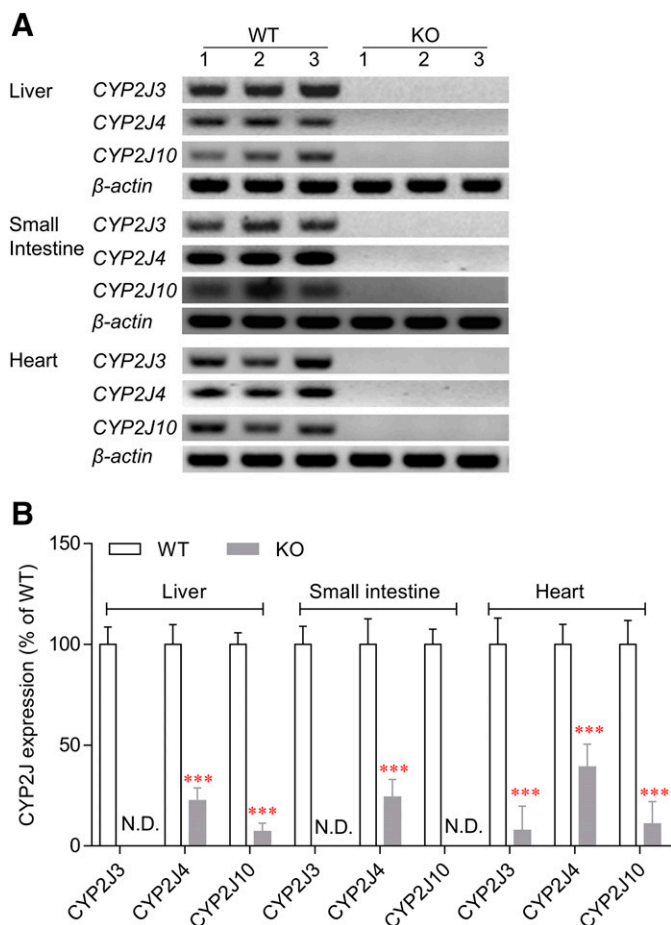 A
WT KO
1 2 3 1 2 3
Liver CYP2J3
CYP2J4
CYP2J10
β-actin
Small Intestine CYP2J3
CYP2J4
CYP2J10
β-actin
Heart CYP2J3
CYP2J4
CYP2J10
β-actin
B
CYP2J expression (% of WT)
150
100
50
0
WT KO
Liver Small intestine Heart
*** *** *** *** *** ***
N.D. N.D. N.D.
CYP2J3 CYP2J4 CYP2J10 CYP2J3 CYP2J4 CYP2J10 CYP2J3 CYP2J4 CYP2J10